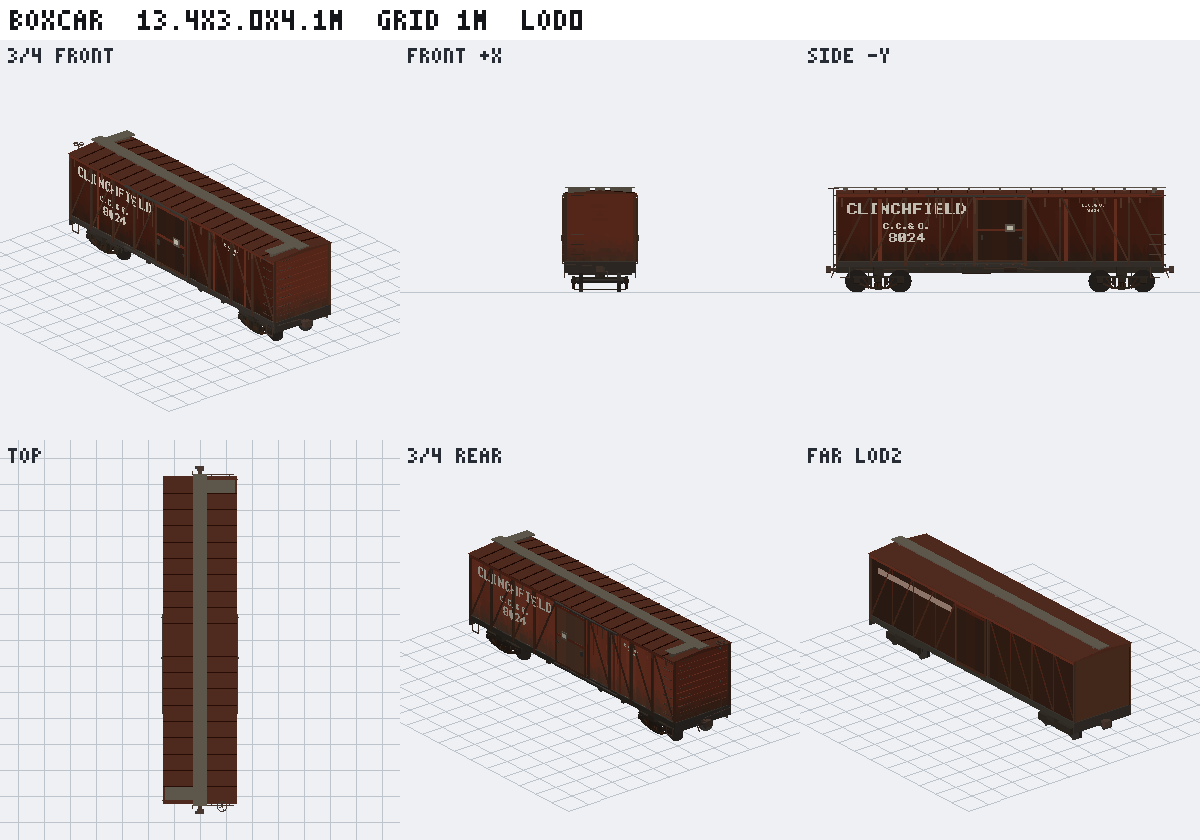 BOXCAR 13.4X3.0X4.1M GRID 1M LOD0
3/4 FRONT
FRONT +X
SIDE -Y
CLINCHFIELD
C.C.& O.
8024
CLINCHFIELD
C.C.& O.
8024
C.C.& O.
8024
TOP
3/4 REAR
FAR LOD2
CLINCHFIELD
C.C.& O.
8024